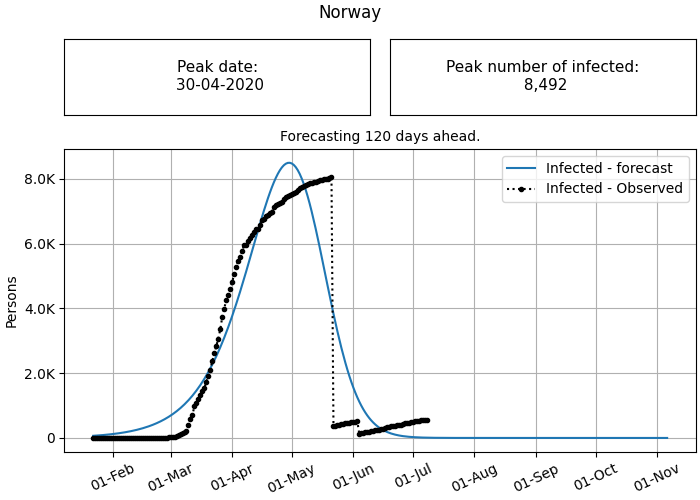 Norway
Peak date:
30-04-2020
Peak number of infected:
8,492
Forecasting 120 days ahead.
Infected - forecast
Infected - Observed
8.0K
6.0K
4.0K
2.0K
0
Persons
01-Feb
01-Mar
01-Apr
01-May
01-Jun
01-Jul
01-Aug
01-Sep
01-Oct
01-Nov